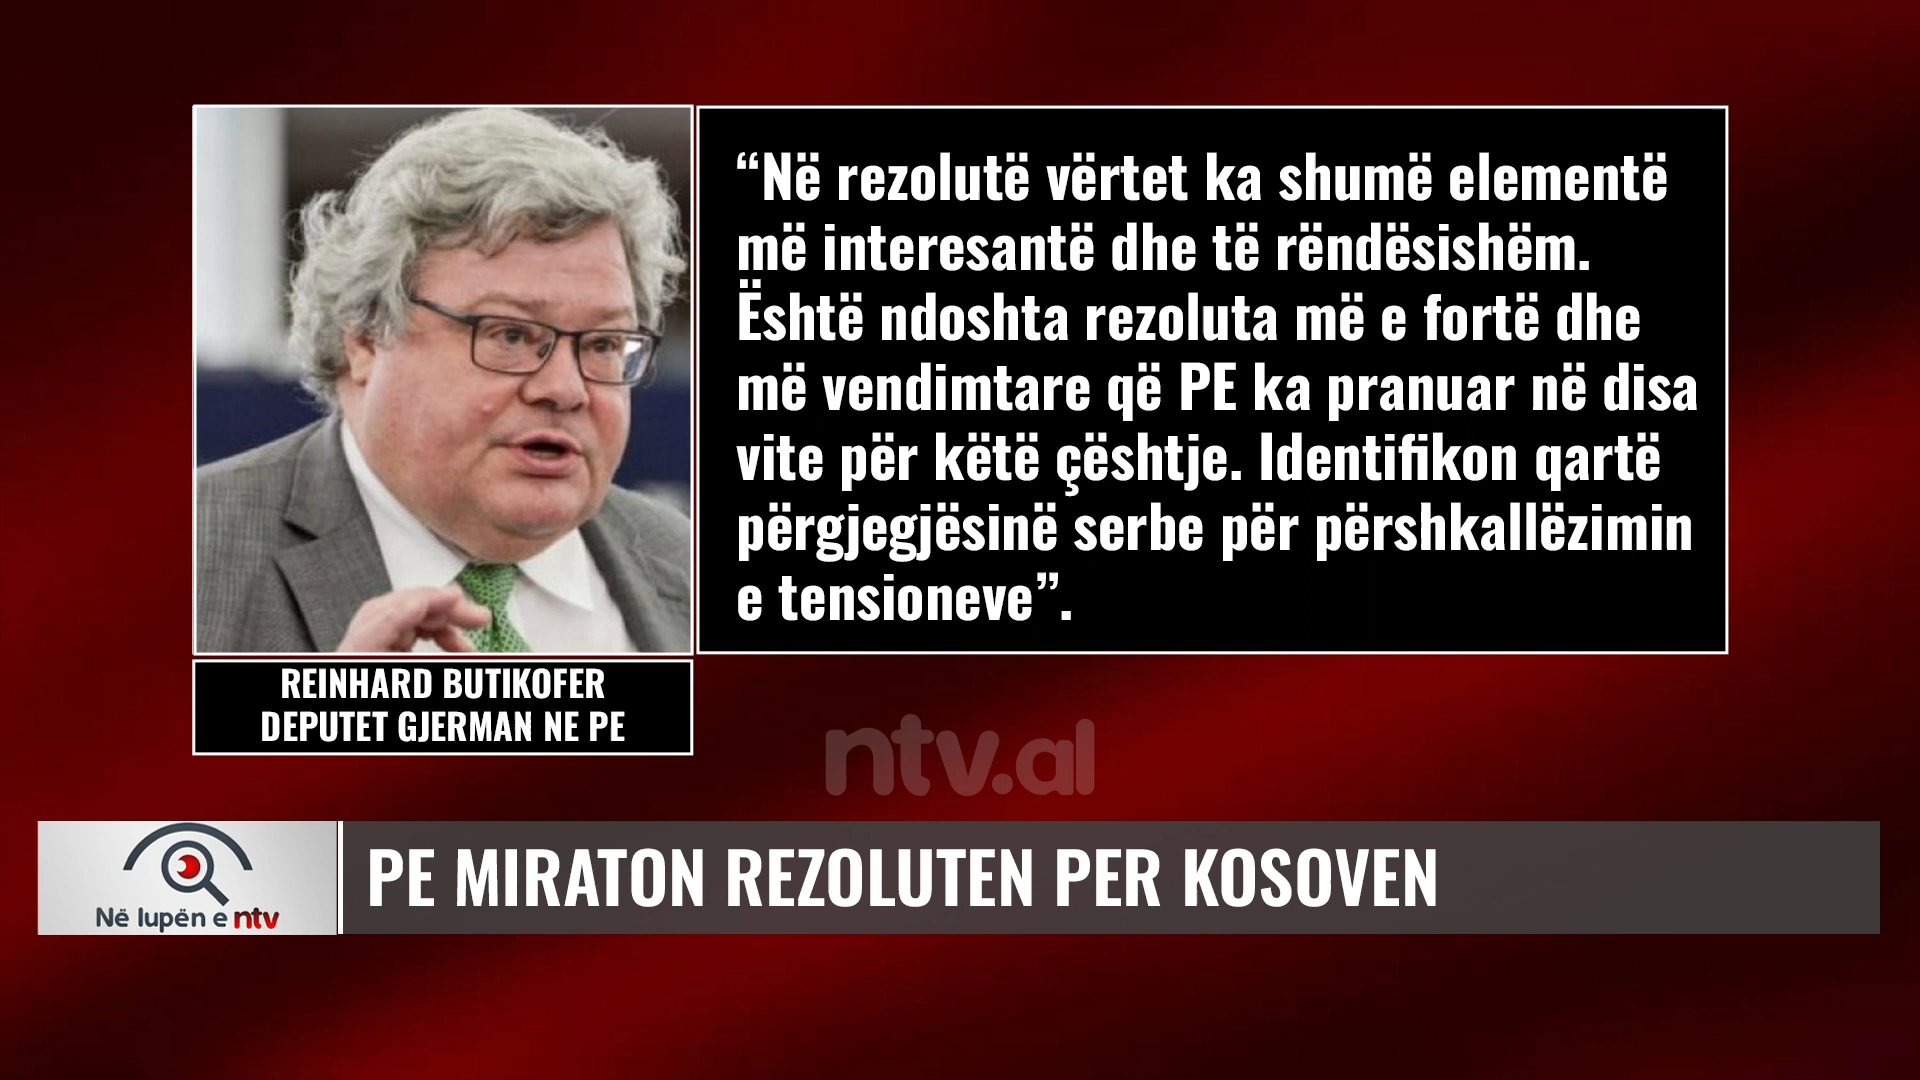 “Në rezolutë vërtet ka shumë elementë
më interesantë dhe të rëndësishëm.
Është ndoshta rezoluta më e fortë dhe
më vendimtare që PE ka pranuar në disa
vite për këtë çështje. Identifikon qartë
përgjegjësinë serbe për përshkallëzimin
e tensioneve”.
REINHARD BUTIKOFER
DEPUTET GJERMAN NE PE
ntv.al
Në lupën e ntv
PE MIRATON REZOLUTEN PER KOSOVEN